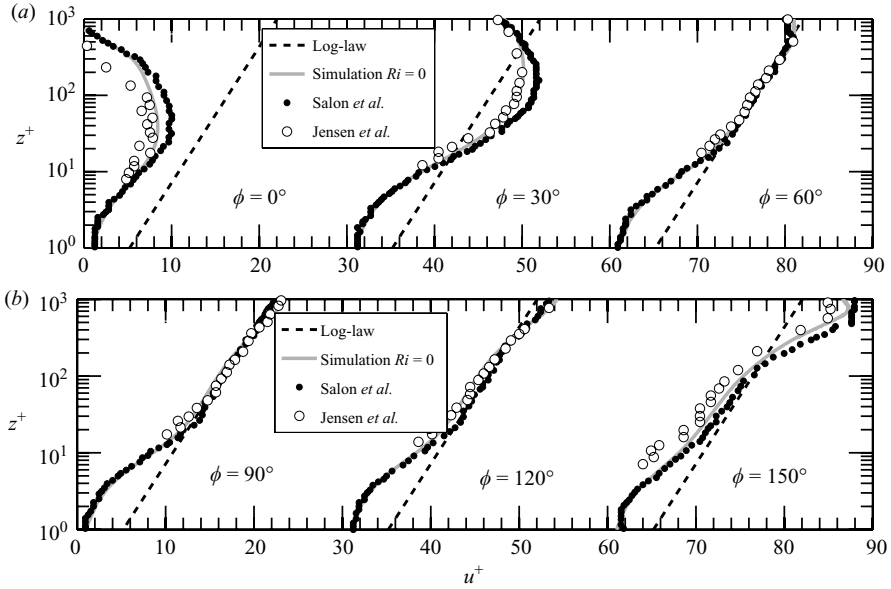 (a)
10³
10²
z⁺
10¹
10⁰
Log-law
Simulation Ri = 0
Salon et al.
Jensen et al.
ϕ = 0°
ϕ = 30°
ϕ = 60°
0 10 20 30 40 50 60 70 80 90
(b)
10³
10²
z⁺
10¹
10⁰
Log-law
Simulation Ri = 0
Salon et al.
Jensen et al.
ϕ = 90°
ϕ = 120°
ϕ = 150°
0 10 20 30 40 50 60 70 80 90
u⁺